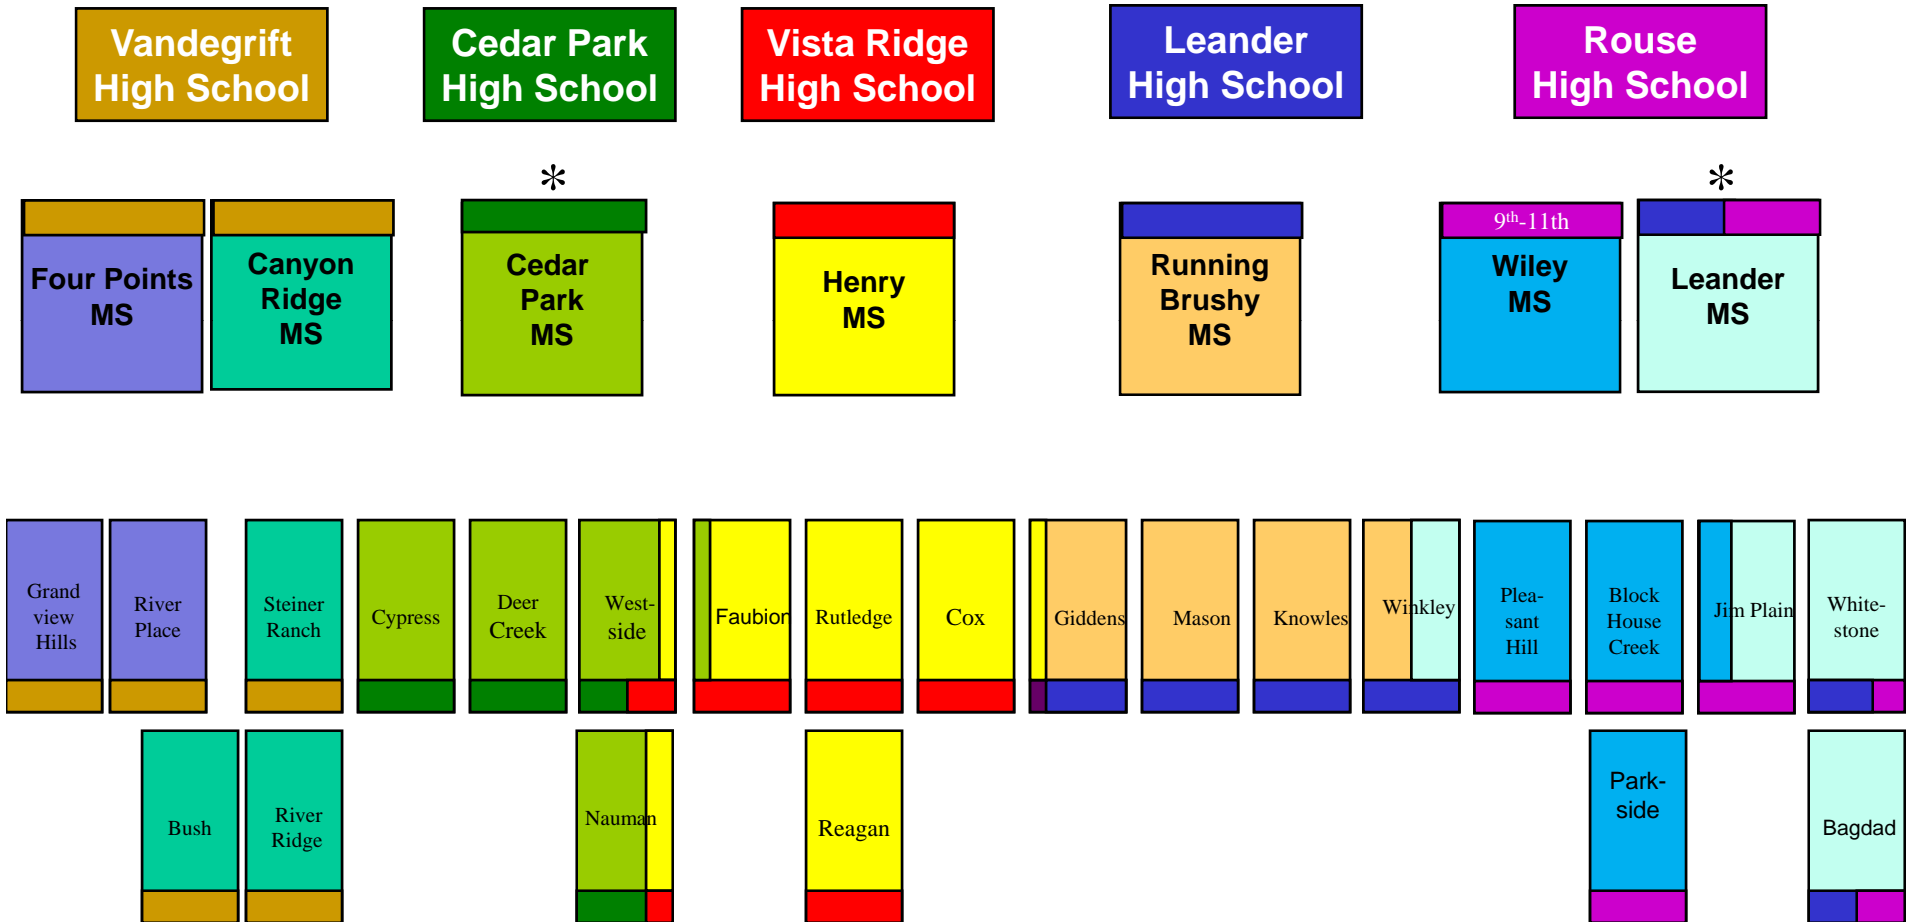 Vandegrift
High School
Cedar Park
High School
Vista Ridge
High School
Leander
High School
Rouse
High School
*
*
Four Points
MS
Canyon
Ridge
MS
Cedar
Park
MS
Henry
MS
Running
Brushy
MS
9th-11th
Wiley
MS
Leander
MS
Grand
view
Hills
River
Place
Steiner
Ranch
Cypress
Deer
Creek
West-
side
Faubion
Rutledge
Cox
Giddens
Mason
Knowles
Winkley
Plea-
sant
Hill
Block
House
Creek
Jim Plain
White-
stone
Bush
River
Ridge
Nauman
Reagan
Park-
side
Bagdad